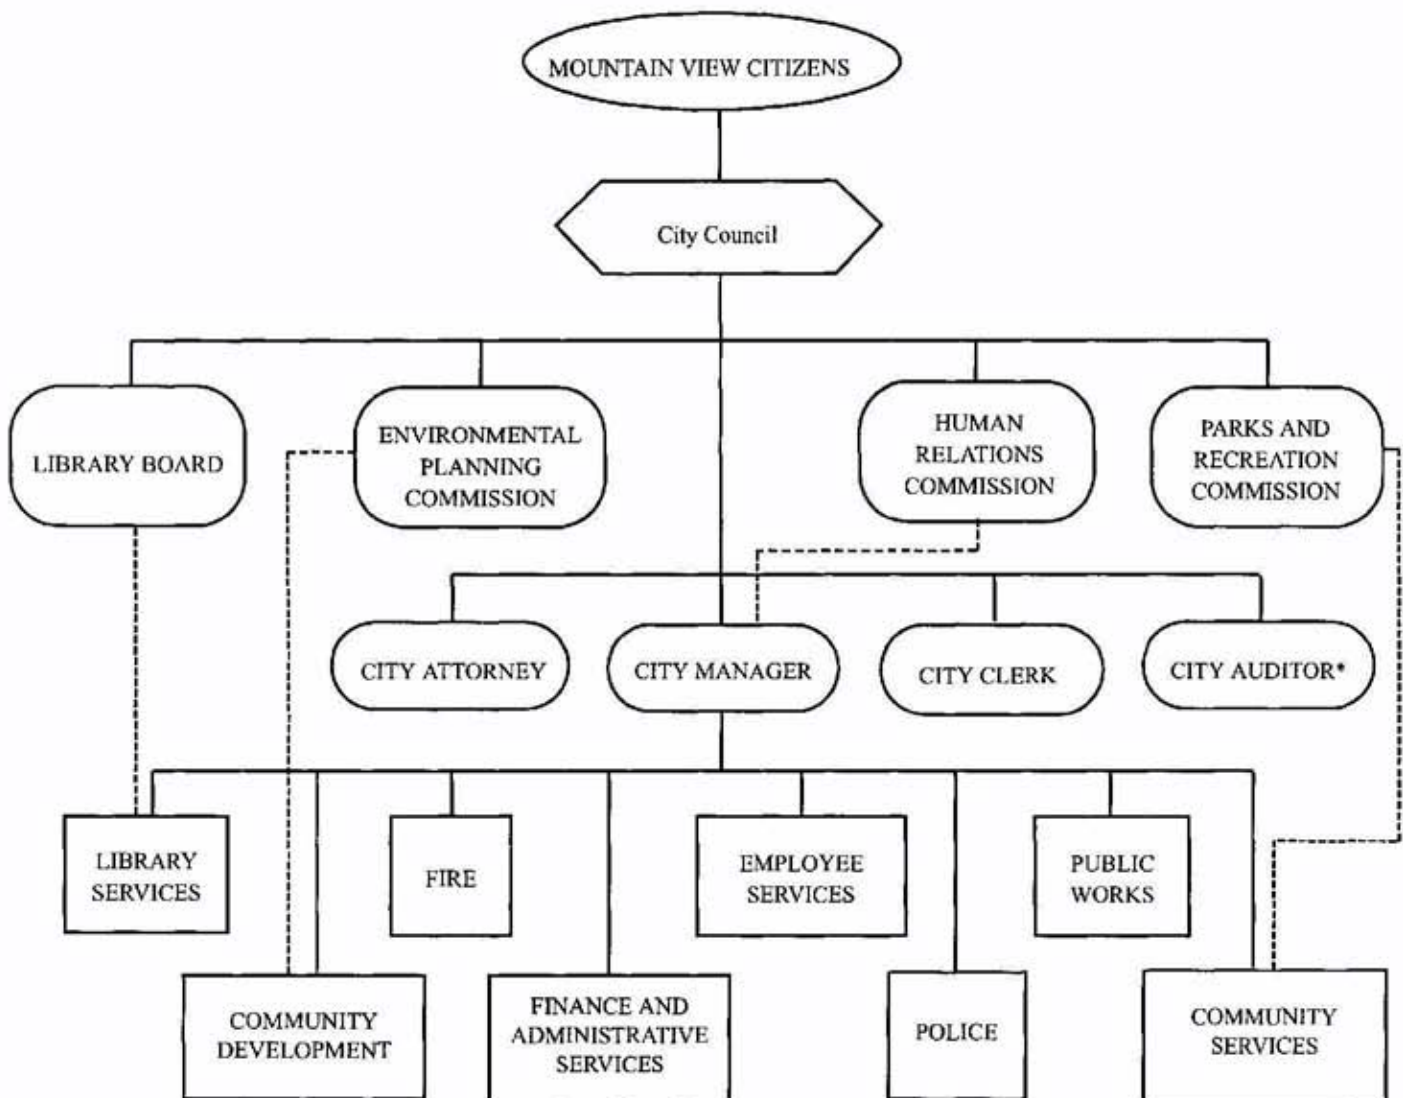 MOUNTAIN VIEW CITIZENS
City Council
LIBRARY BOARD
ENVIRONMENTAL
PLANNING
COMMISSION
HUMAN
RELATIONS
COMMISSION
PARKS AND
RECREATION
COMMISSION
CITY ATTORNEY
CITY MANAGER
CITY CLERK
CITY AUDITOR*
LIBRARY
SERVICES
FIRE
EMPLOYEE
SERVICES
PUBLIC
WORKS
COMMUNITY
DEVELOPMENT
FINANCE AND
ADMINISTRATIVE
SERVICES
POLICE
COMMUNITY
SERVICES